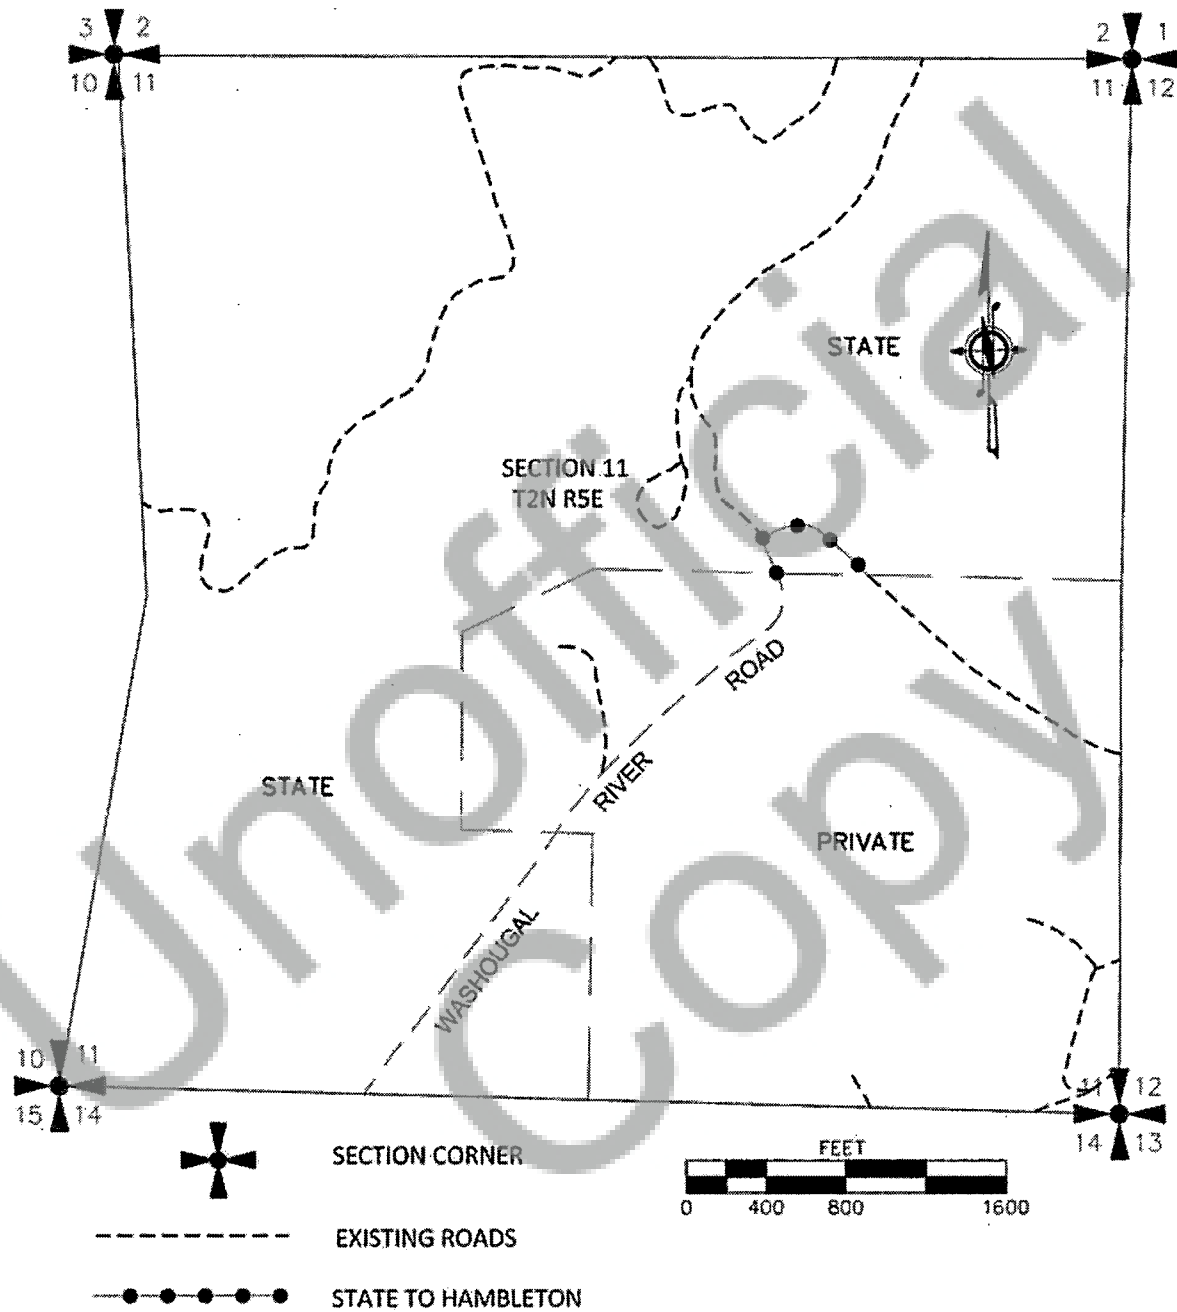 3 2
2 1
10 11
11 12
STATE
SECTION 11
T2N R5E
ROAD
RIVER
STATE
PRIVATE
WASHOUGAL
10 11
11 12
15 14
14 13
SECTION CORNER
FEET
0 400 800 1600
EXISTING ROADS
STATE TO HAMBLETON
Unofficial
Copy